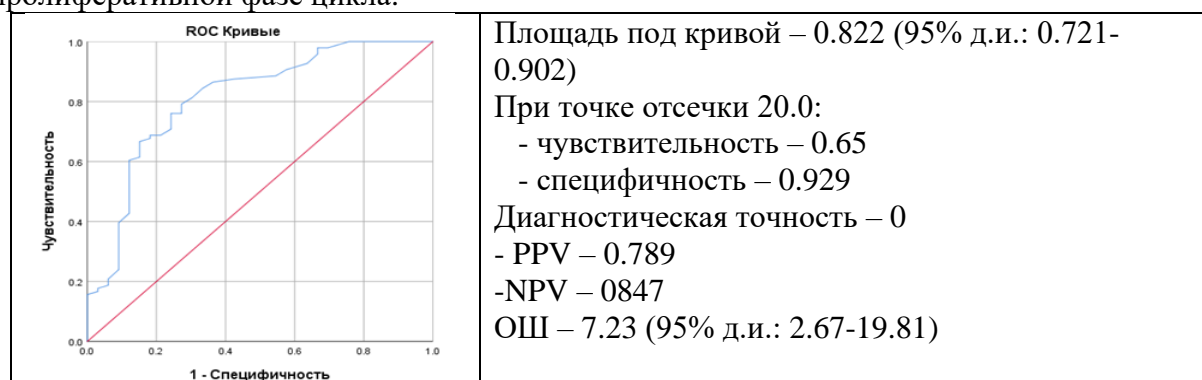 пролиферативной фазе цикла.
ROC Кривые
Чувствительность
1.0
0.8
0.6
0.4
0.2
0.0
0.0 0.2 0.4 0.6 0.8 1.0
1 - Специфичность
Площадь под кривой – 0.822 (95% д.и.: 0.721-
0.902)
При точке отсечки 20.0:
- чувствительность – 0.65
- специфичность – 0.929
Диагностическая точность – 0
- PPV – 0.789
-NPV – 0847
ОШ – 7.23 (95% д.и.: 2.67-19.81)